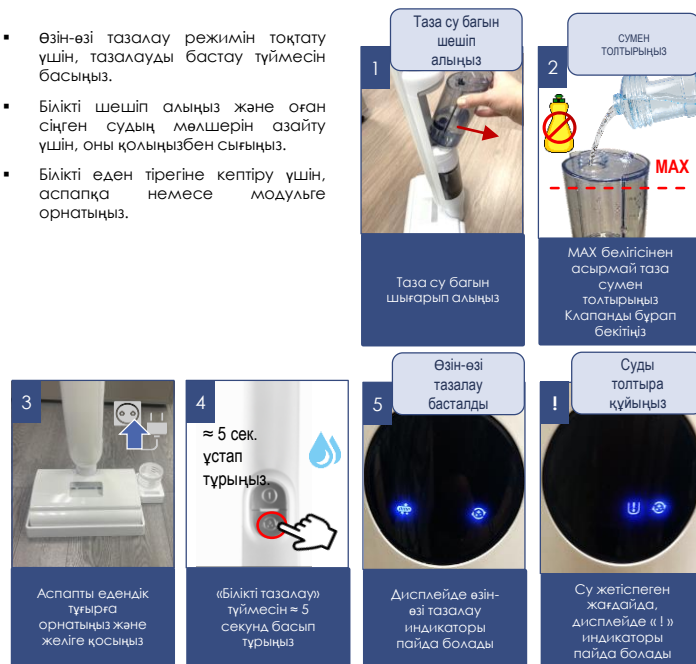 ▪ Өзін-өзі тазалау режимін тоқтату
үшін, тазалауды бастау түймесін
басыңыз.
▪ Білікті шешіп алыңыз және оған
сіңген судың мөлшерін азайту
үшін, оны қолыңызбен сығыңыз.
▪ Білікті еден тірегіне кептіру үшін,
аспапқа немесе модульге
орнатыңыз.
Таза су багын
шешіп
алыңыз
1
Таза су багын
шығарып алыңыз
СУМЕН
ТОЛТЫРЫҢЫЗ
2
MAX
MAX белгісінен
асырмай таза
сумен
толтырыңыз
Клапанды бұрап
бекітіңіз
3
Аспапты едендік
тұғырға
орнатыңыз және
желіге қосыңыз
4
≈ 5 сек.
ұстап
тұрыңыз.
«Білікті тазалау»
түймесін ≈ 5
секунд басып
тұрыңыз
Өзін-өзі
тазалау
басталды
5
Дисплейде өзін-
өзі тазалау
индикаторы
пайда болады
Суды
толтыра
құйыңыз
!
Су жетіспеген
жағдайда,
дисплейде « ! »
индикаторы
пайда болады